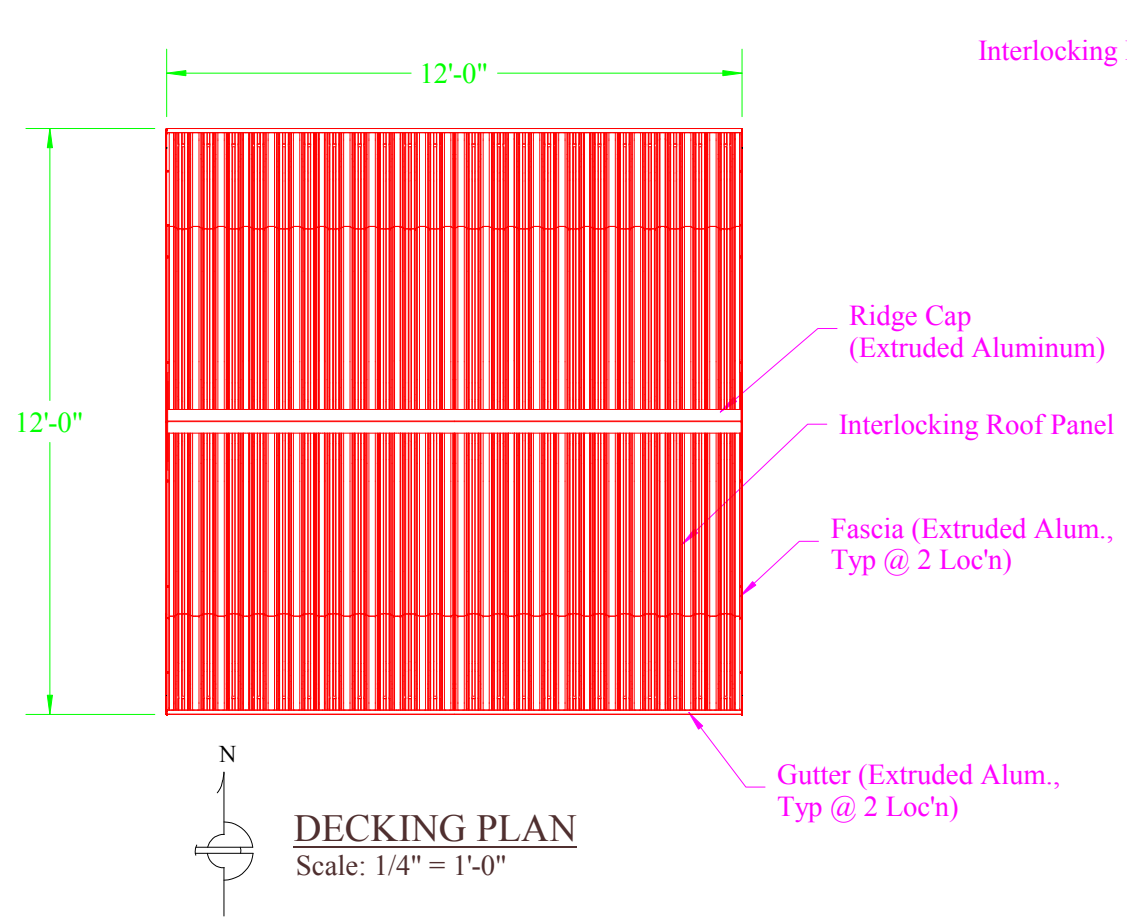 Interlocking
12'-0"
Ridge Cap
(Extruded Aluminum)
12'-0"
Interlocking Roof Panel
Fascia (Extruded Alum.,
Typ @ 2 Loc'n)
N
Gutter (Extruded Alum.,
Typ @ 2 Loc'n)
DECKING PLAN
Scale: 1/4" = 1'-0"